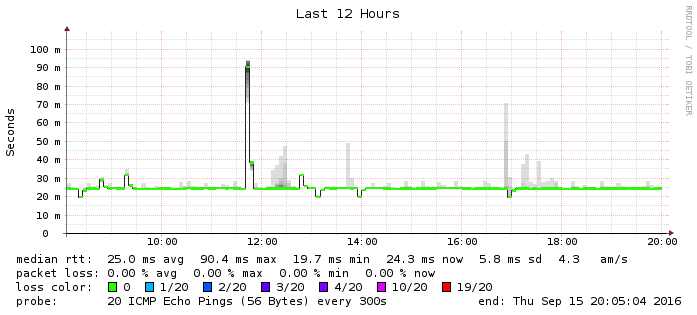 Last 12 Hours
RRDTOOL / TOBI OETIKER
Seconds
100 m
90 m
80 m
70 m
60 m
50 m
40 m
30 m
20 m
10 m
0
10:00 12:00 14:00 16:00 18:00 20:00
median rtt: 25.0 ms avg 90.4 ms max 19.7 ms min 24.3 ms now 5.8 ms sd 4.3 am/s
packet loss: 0.00 % avg 0.00 % max 0.00 % min 0.00 % now
loss color: 0 1/20 2/20 3/20 4/20 10/20 19/20
probe: 20 ICMP Echo Pings (56 Bytes) every 300s end: Thu Sep 15 20:05:04 2016